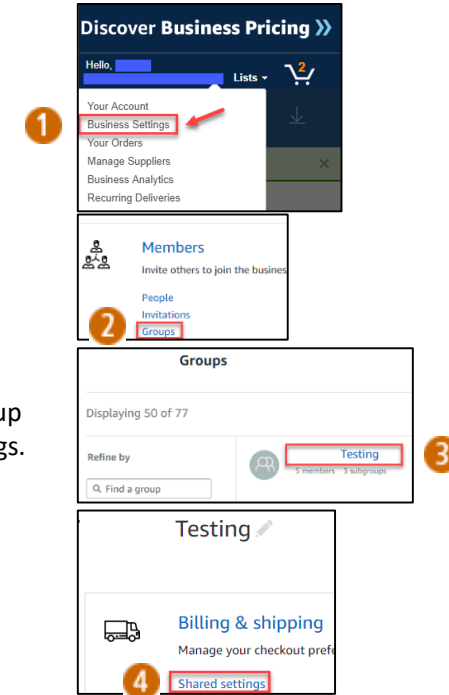 Discover Business Pricing »
Hello,
Lists
2
1
Your Account
Business Settings
Your Orders
Manage Suppliers
Business Analytics
Recurring Deliveries
Members
Invite others to join the busines
People
Invitations
2
Groups
Groups
up
gs.
Displaying 50 of 77
Refine by
Find a group
Testing
5 members 3 subgroups
3
Testing
Billing & shipping
Manage your checkout prefe
4
Shared settings